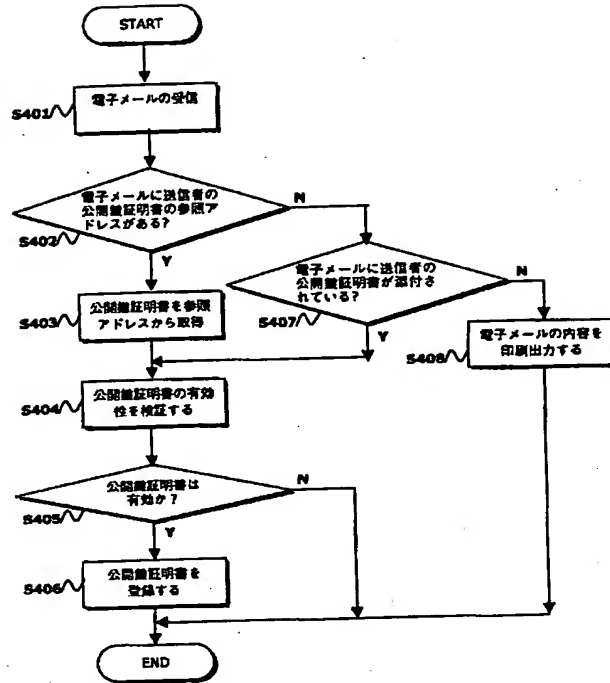 START
S401
電子メールの受信
電子メールに送信者の
公開鍵証明書の参照ア
ドレスがある?
N
S402
Y
電子メールに送信者の
公開鍵証明書が添付さ
れている?
N
S407
Y
公開鍵証明書を参照
アドレスから取得
S403
電子メールの内容を
印刷出力する
S408
公開鍵証明書の有効
性を検証する
S404
公開鍵証明書は
有効か?
N
S405
Y
公開鍵証明書を
登録する
S406
END